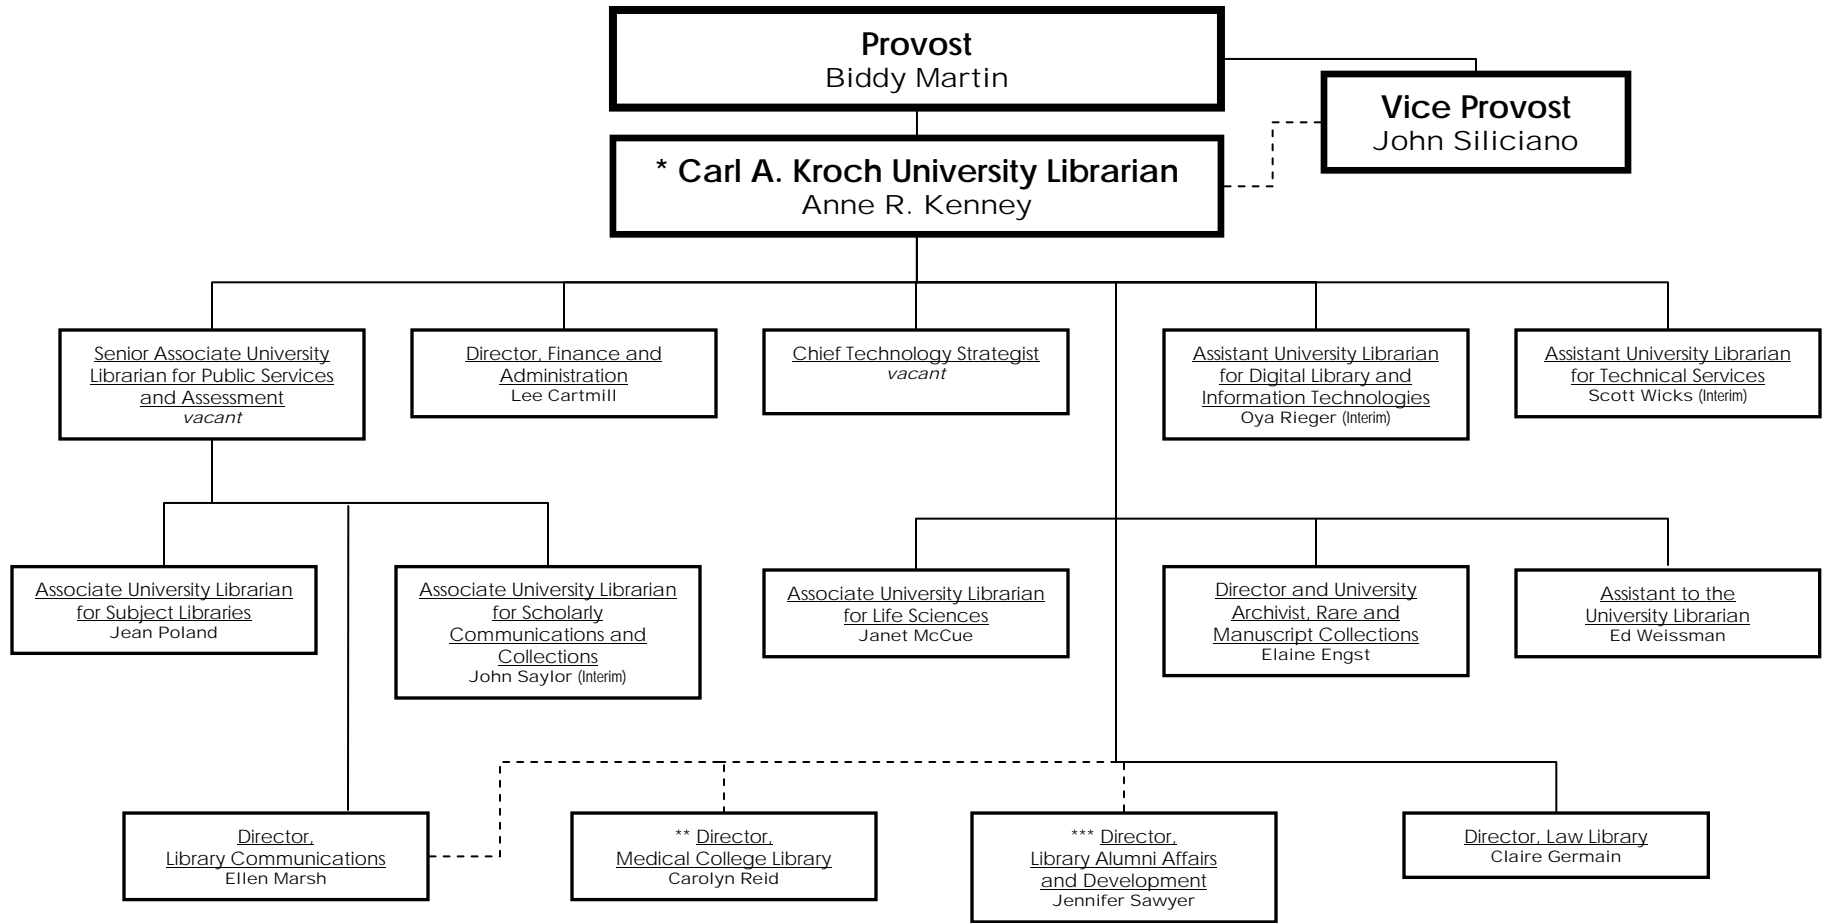 Provost
Biddy Martin
Vice Provost
John Siliciano
* Carl A. Kroch University Librarian
Anne R. Kenney
Senior Associate University
Librarian for Public Services
and Assessment
vacant
Director, Finance and
Administration
Lee Cartmill
Chief Technology Strategist
vacant
Assistant University Librarian
for Digital Library and
Information Technologies
Oya Rieger (Interim)
Assistant University Librarian
for Technical Services
Scott Wicks (Interim)
Associate University Librarian
for Subject Libraries
Jean Poland
Associate University Librarian
for Scholarly
Communications and
Collections
John Saylor (Interim)
Associate University Librarian
for Life Sciences
Janet McCue
Director and University
Archivist, Rare and
Manuscript Collections
Elaine Engst
Assistant to the
University Librarian
Ed Weissman
Director,
Library Communications
Ellen Marsh
** Director,
Medical College Library
Carolyn Reid
*** Director,
Library Alumni Affairs
and Development
Jennifer Sawyer
Director, Law Library
Claire Germain